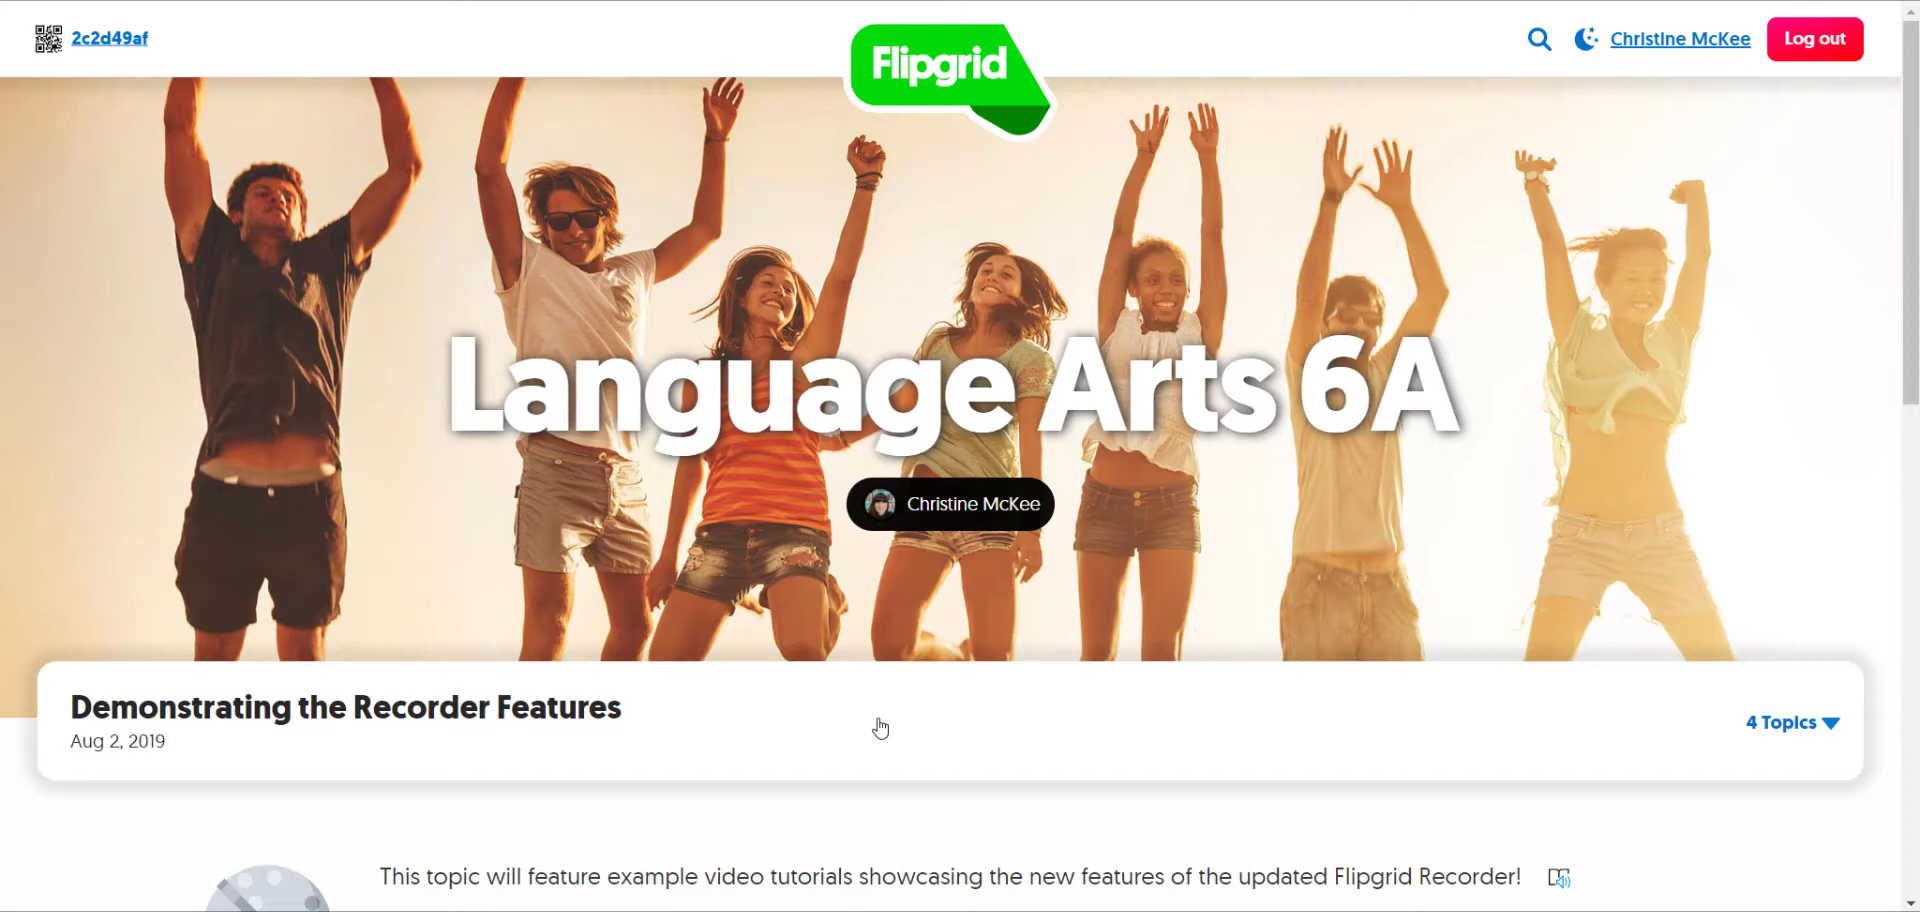 2c2d49af
Flipgrid
Christine McKee
Log out
Language Arts 6A
Christine McKee
Demonstrating the Recorder Features
Aug 2, 2019
4 Topics
This topic will feature example video tutorials showcasing the new features of the updated Flipgrid Recorder!